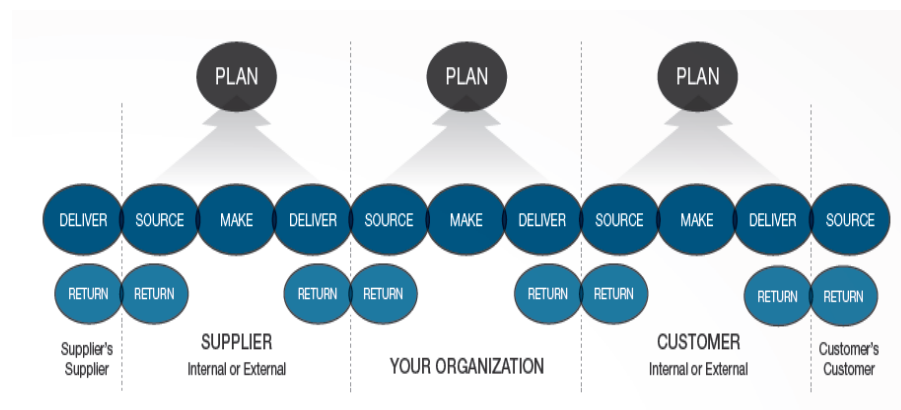 PLAN PLAN PLAN
DELIVER SOURCE MAKE DELIVER SOURCE MAKE DELIVER SOURCE MAKE DELIVER SOURCE
RETURN RETURN RETURN RETURN RETURN RETURN RETURN RETURN
Supplier's
Supplier
SUPPLIER
Internal or External
YOUR ORGANIZATION
CUSTOMER
Internal or External
Customer's
Customer